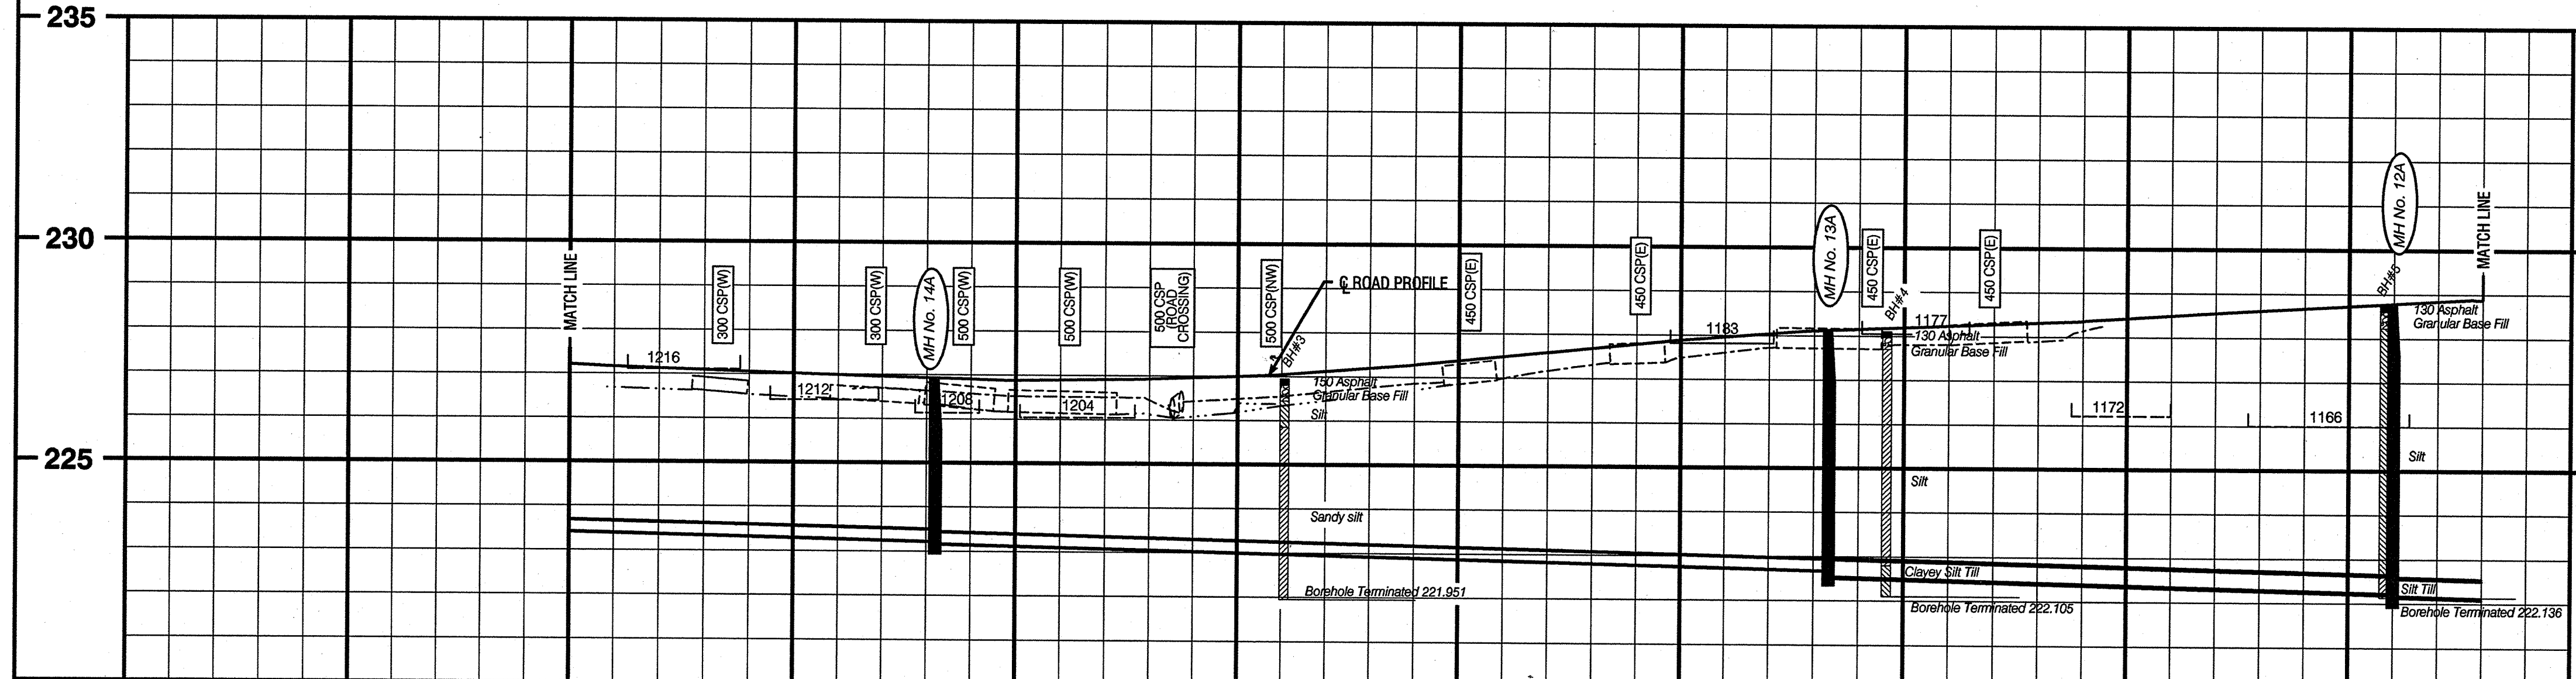 235
230
225
MATCH LINE
1216
300 CSP(W)
1212
300 CSP(W)
MH No. 14A
1208
500 CSP(W)
500 CSP(W)
1204
500 CSP
(ROAD
CROSSING)
500 CSP(NW)
BH#3
℄ ROAD PROFILE
150 Asphalt
Granular Base Fill
Silt
Sandy silt
Borehole Terminated 221.951
450 CSP(E)
450 CSP(E)
1183
MH No. 13A
450 CSP(E)
BH#4
1177
130 Asphalt
Granular Base Fill
Silt
Clayey Silt Till
Borehole Terminated 222.105
450 CSP(E)
1172
1166
BH#5
MH No. 12A
MATCH LINE
130 Asphalt
Granular Base Fill
Silt
Silt Till
Borehole Terminated 222.136